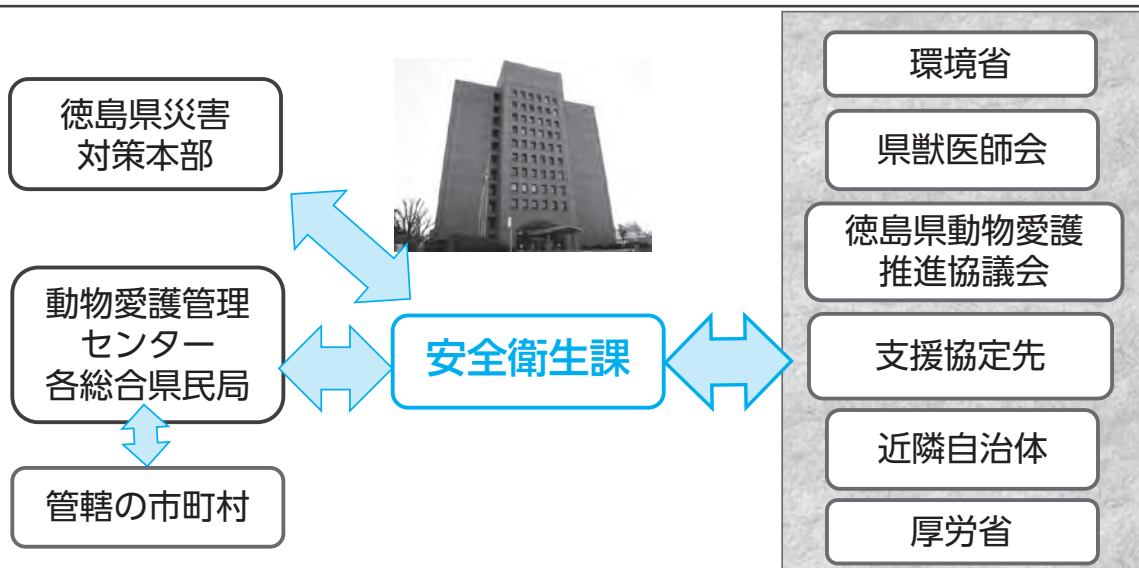 徳島県災害
対策本部
動物愛護管理
センター
各総合県民局
管轄の市町村
安全衛生課
環境省
県獣医師会
徳島県動物愛護
推進協議会
支援協定先
近隣自治体
厚労省